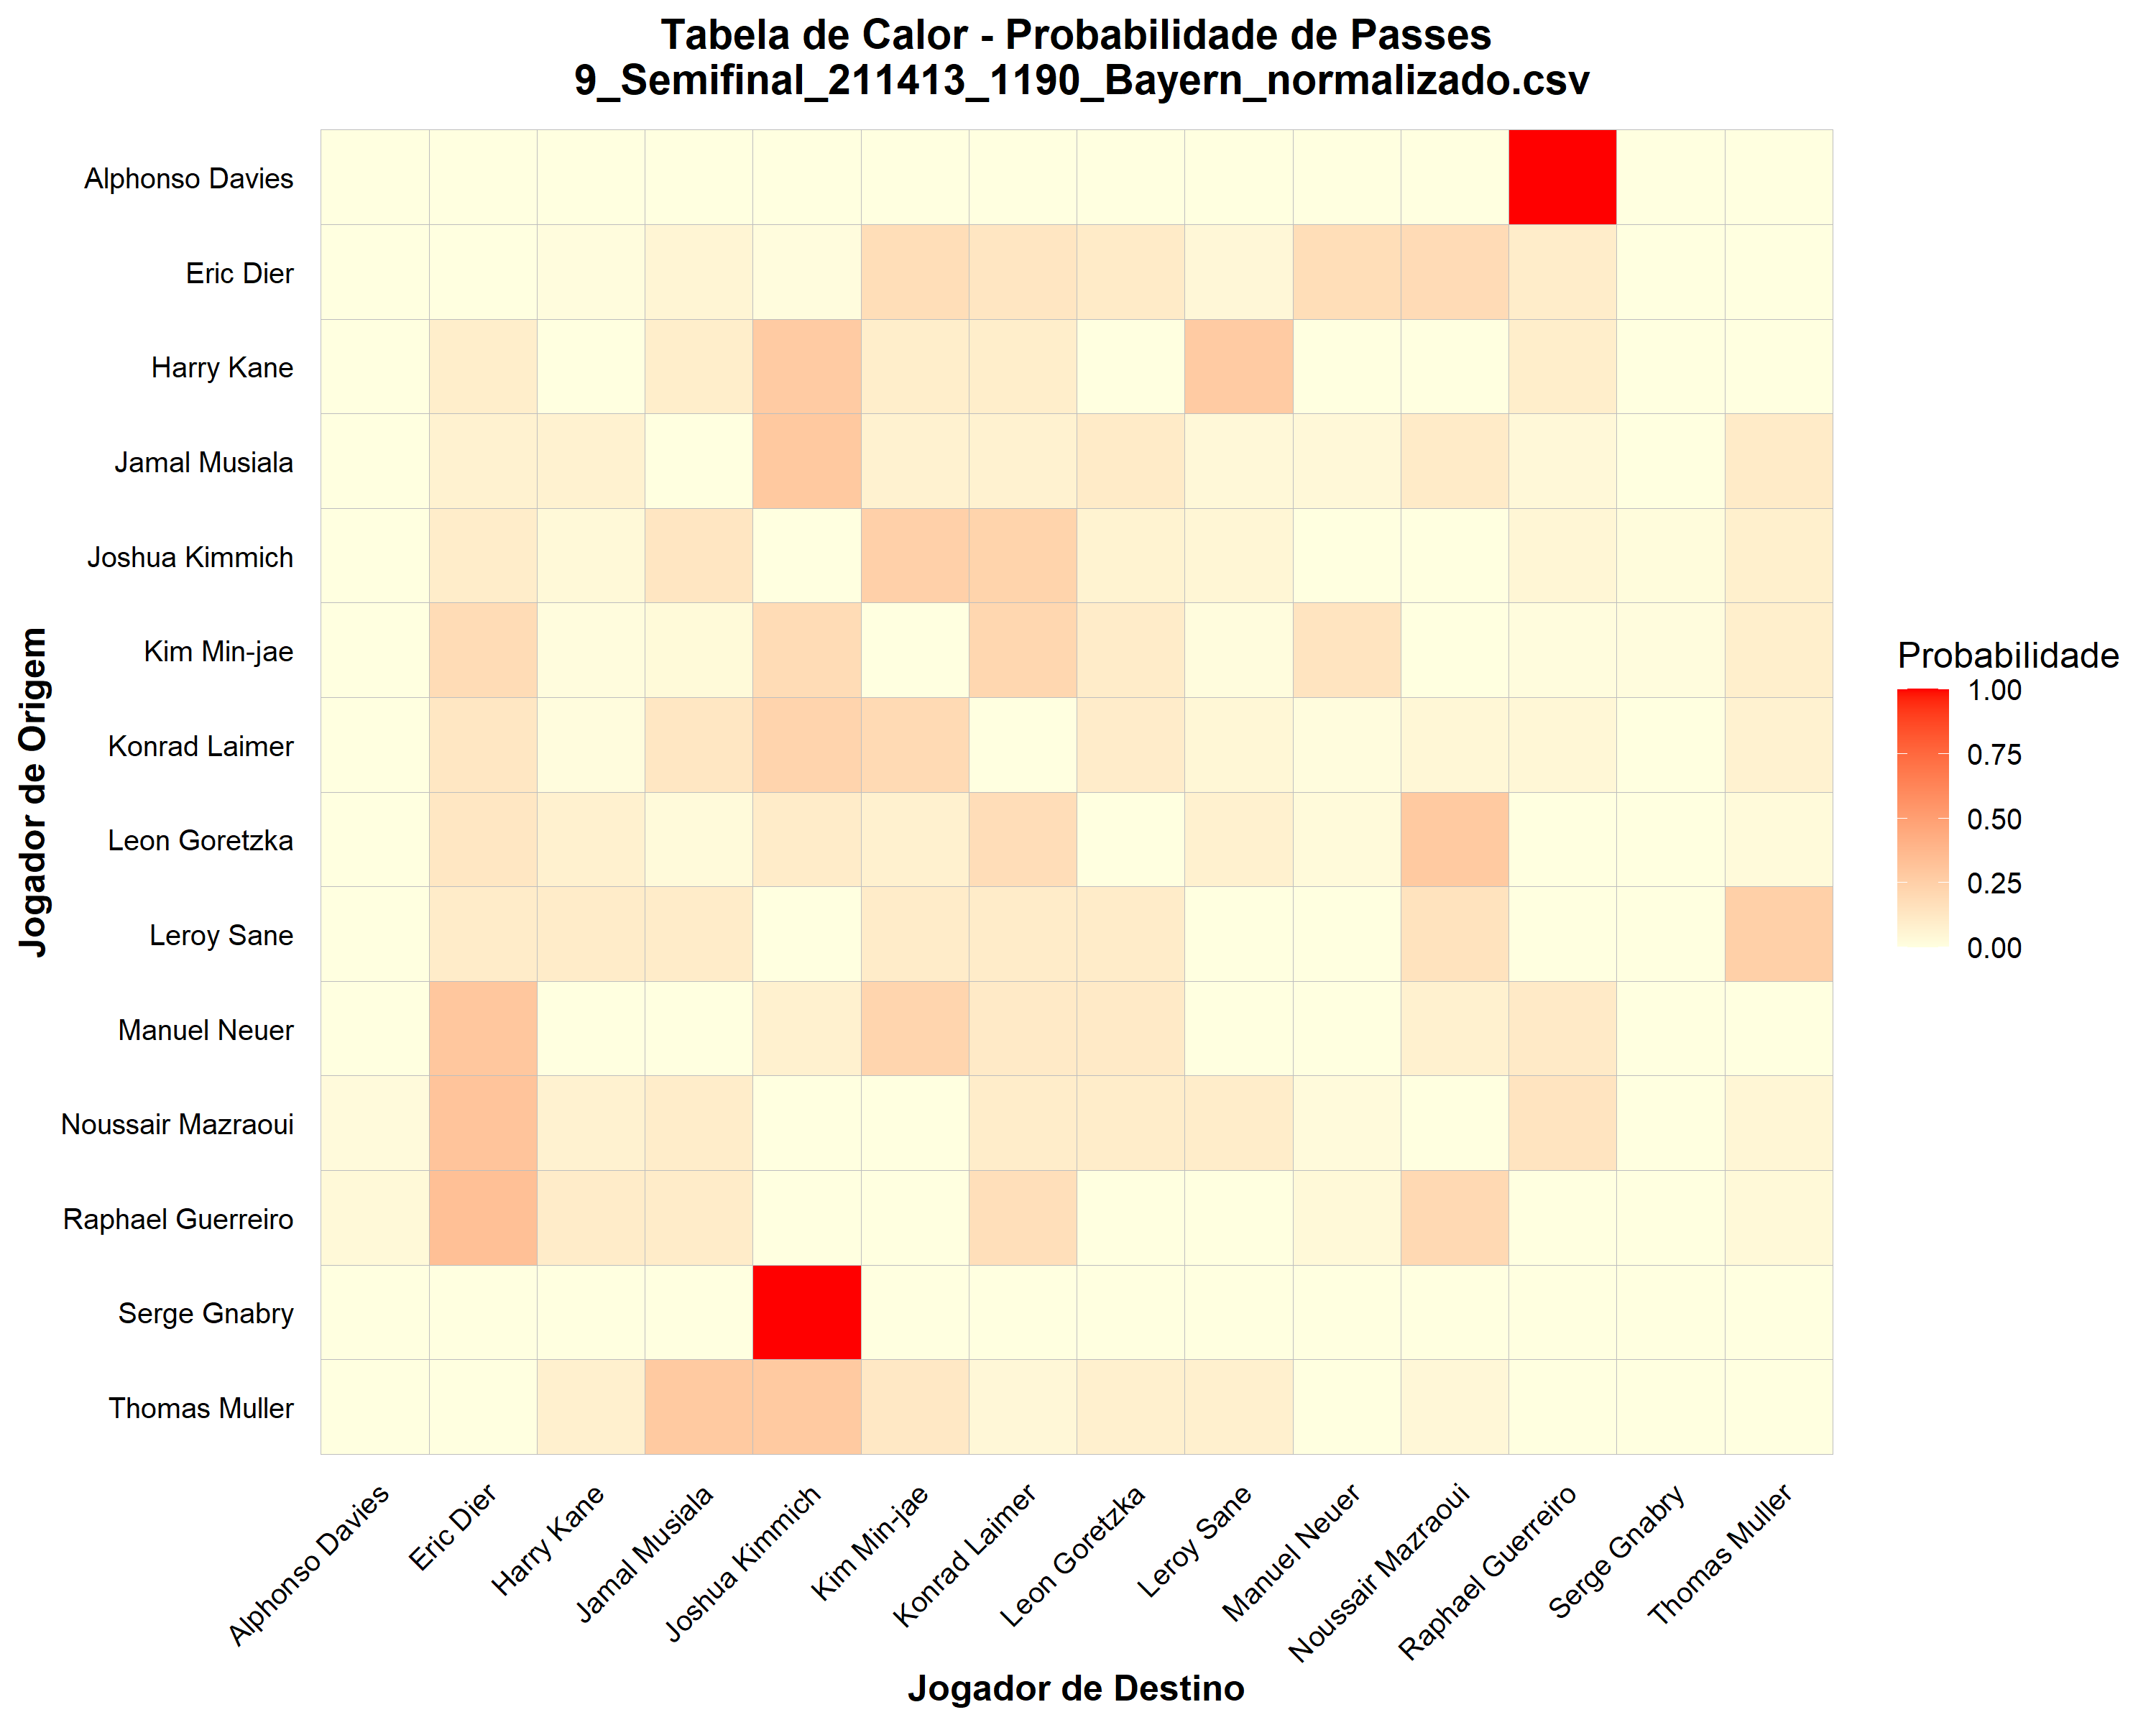 Tabela de Calor - Probabilidade de Passes
9_Semifinal_211413_1190_Bayern_normalizado.csv
Jogador de Origem
Alphonso Davies
Eric Dier
Harry Kane
Jamal Musiala
Joshua Kimmich
Kim Min-jae
Konrad Laimer
Leon Goretzka
Leroy Sane
Manuel Neuer
Noussair Mazraoui
Raphael Guerreiro
Serge Gnabry
Thomas Muller
Alphonso Davies
Eric Dier
Harry Kane
Jamal Musiala
Joshua Kimmich
Kim Min-jae
Konrad Laimer
Leon Goretzka
Leroy Sane
Manuel Neuer
Noussair Mazraoui
Raphael Guerreiro
Serge Gnabry
Thomas Muller
Jogador de Destino
Probabilidade
1.00
0.75
0.50
0.25
0.00